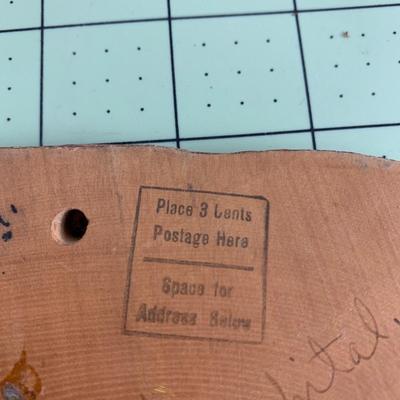 Place 3 Cents
Postage Here
Space for
Address Below